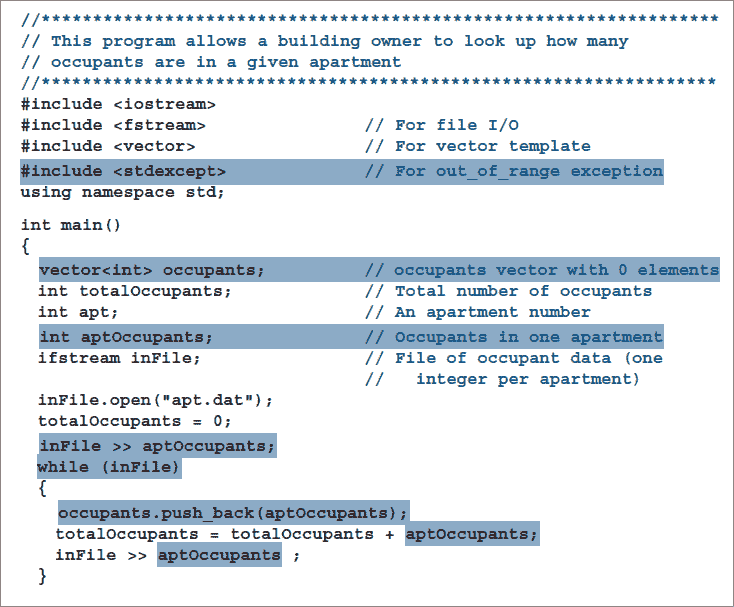 //******************************************************************
// This program allows a building owner to look up how many
// occupants are in a given apartment
//******************************************************************
#include <iostream>
#include <fstream>                // For file I/O
#include <vector>                 // For vector template
#include <stdexcept>              // For out_of_range exception
using namespace std;
int main()
{
  vector<int> occupants;          // occupants vector with 0 elements
  int totalOccupants;             // Total number of occupants
  int apt;                        // An apartment number
  int aptOccupants;               // Occupants in one apartment
  ifstream inFile;                // File of occupant data (one
                                  //   integer per apartment)
  inFile.open("apt.dat");
  totalOccupants = 0;
  inFile >> aptOccupants;
  while (inFile)
  {
    occupants.push_back(aptOccupants);
    totalOccupants = totalOccupants + aptOccupants;
    inFile >> aptOccupants ;
  }